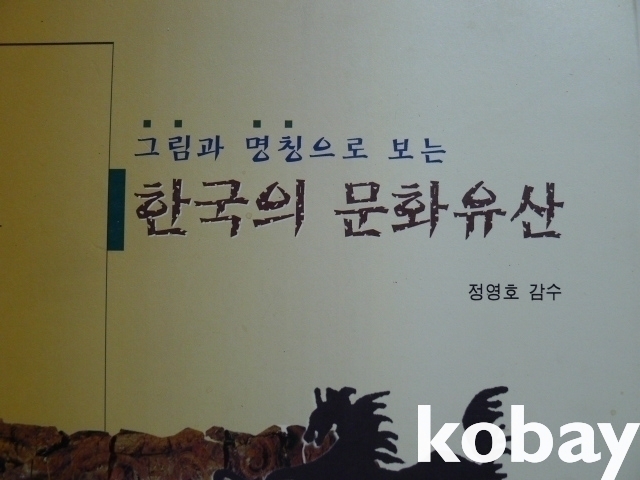 그림과 명칭으로 보는
한국의 문화유산
정영호 감수
kobay